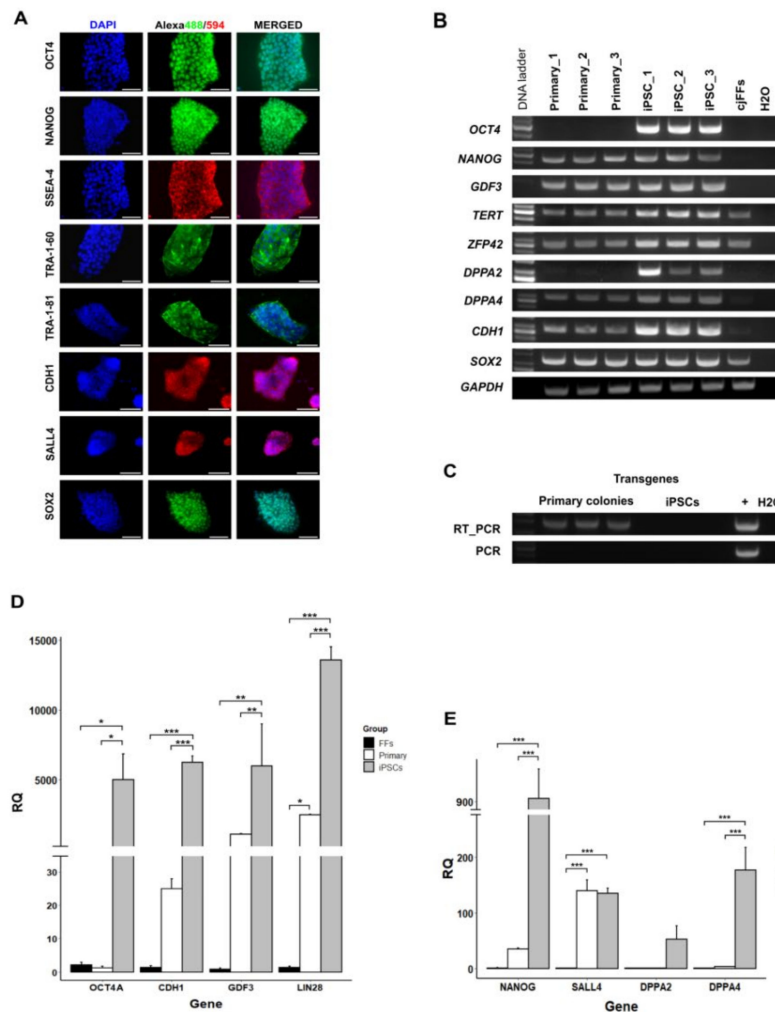 A
DAPI Alexa488/594 MERGED
OCT4
NANOG
SSEA-4
TRA-1-60
TRA-1-81
CDH1
SALL4
SOX2
B
DNA ladder Primary_1 Primary_2 Primary_3 iPSC_1 iPSC_2 iPSC_3 cjFFs H2O
OCT4
NANOG
GDF3
TERT
ZFP42
DPPA2
DPPA4
CDH1
SOX2
GAPDH
C
Transgenes
Primary colonies iPSCs + H2O
RT_PCR
PCR
D
15000
10000
5000
30
20
10
0
RQ
* * *** *** ** ** * *** ***
Group
FFs
Primary
iPSCs
OCT4A CDH1 GDF3 LIN28
Gene
E
900
200
100
0
RQ
*** *** *** *** *** ***
NANOG SALL4 DPPA2 DPPA4
Gene